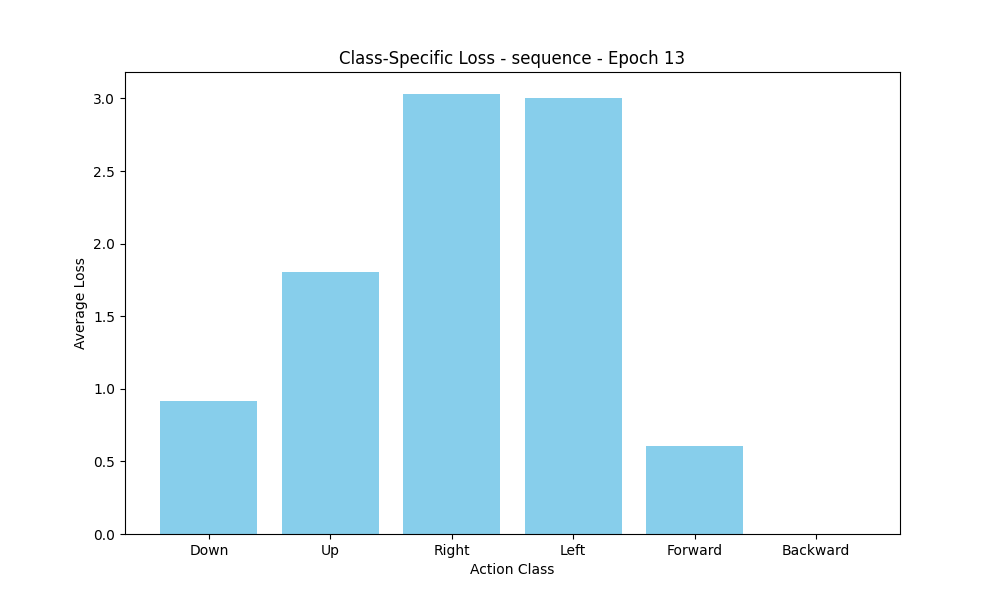 Class-Specific Loss - sequence - Epoch 13
Average Loss
3.0
2.5
2.0
1.5
1.0
0.5
0.0
Down Up Right Left Forward Backward
Action Class